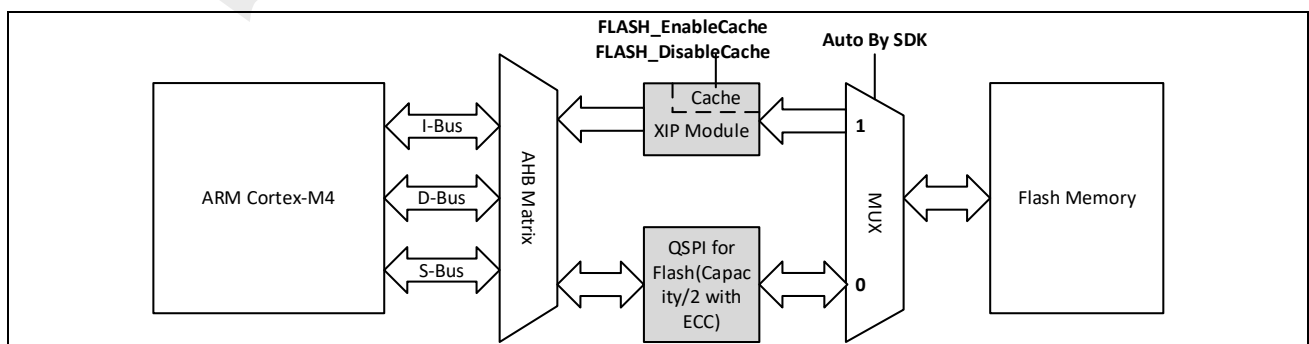 FLASH_EnableCache
FLASH_DisableCache
Auto By SDK
Cache
XIP Module
1
I-Bus
ARM Cortex-M4
D-Bus
AHB Matrix
MUX
Flash Memory
S-Bus
QSPI for
Flash(Capac
ity/2 with
ECC)
0